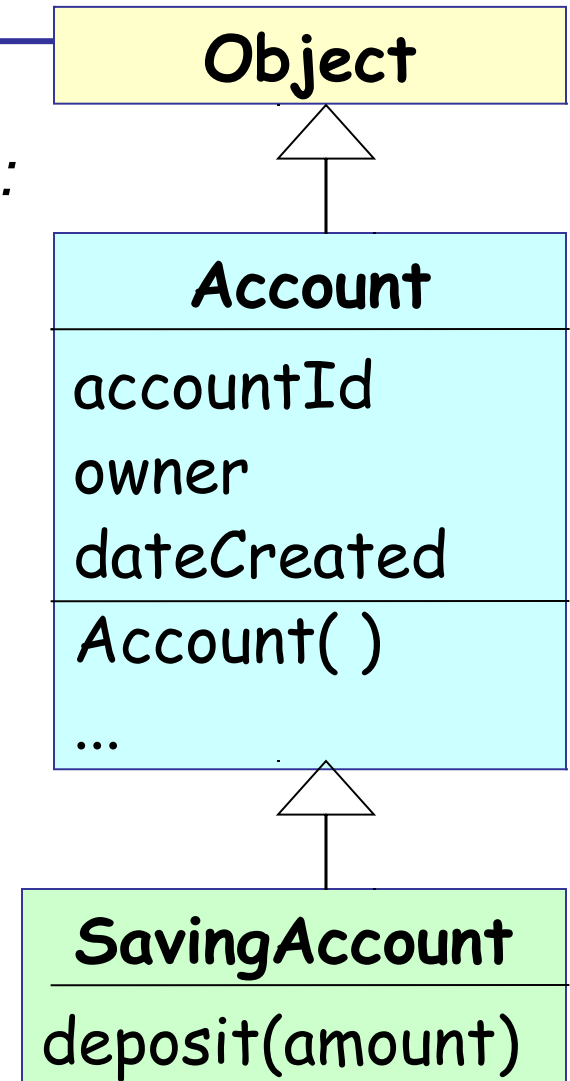 Object
:
Account
accountId
owner
dateCreated
Account( )
...
SavingAccount
deposit(amount)